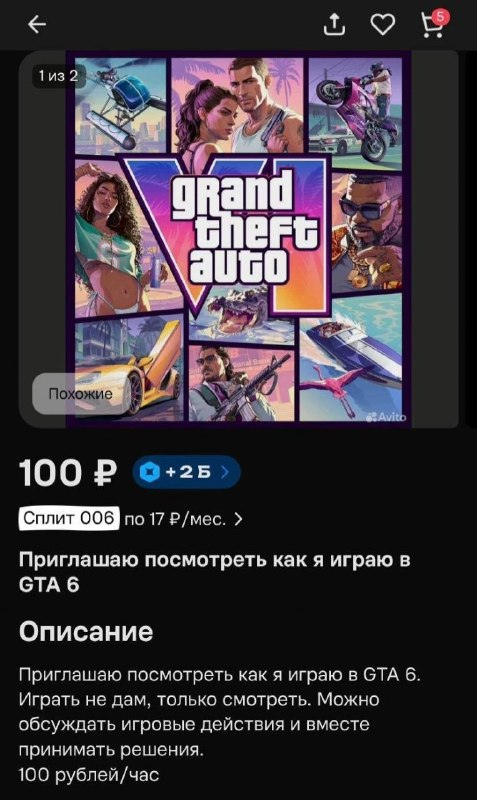 5
1 из 2
grand
theft
auto
VI
Похожие
Avito
100 ₽ +2 Б
Сплит 006 по 17 ₽/мес.
Приглашаю посмотреть как я играю в
GTA 6
Описание
Приглашаю посмотреть как я играю в GTA 6.
Играть не дам, только смотреть. Можно
обсуждать игровые действия и вместе
принимать решения.
100 рублей/час